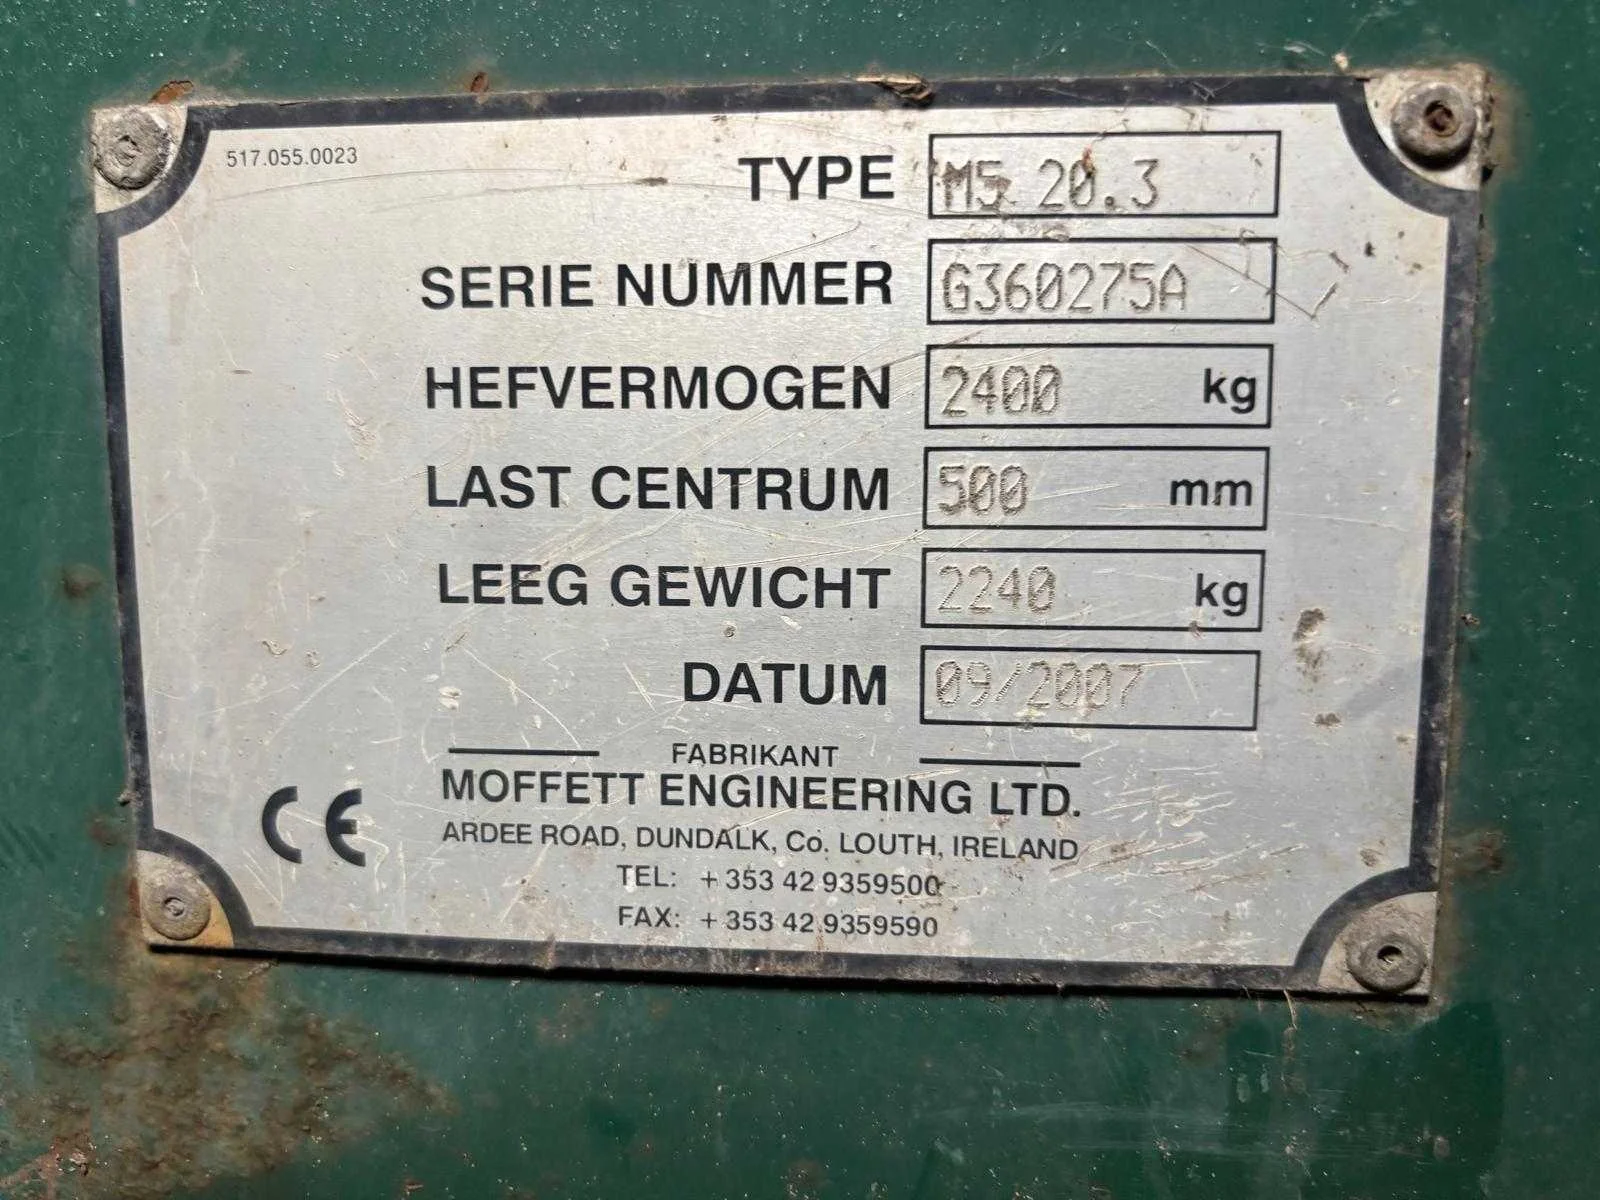 517.055.0023
TYPE M5 20.3
SERIE NUMMER G360275A
HEFVERMOGEN 2400 kg
LAST CENTRUM 500 mm
LEEG GEWICHT 2240 kg
DATUM 09/2007
FABRIKANT
MOFFETT ENGINEERING LTD.
CE
ARDEE ROAD, DUNDALK, Co. LOUTH, IRELAND
TEL: +353 42 9359500
FAX: +353 42 9359590